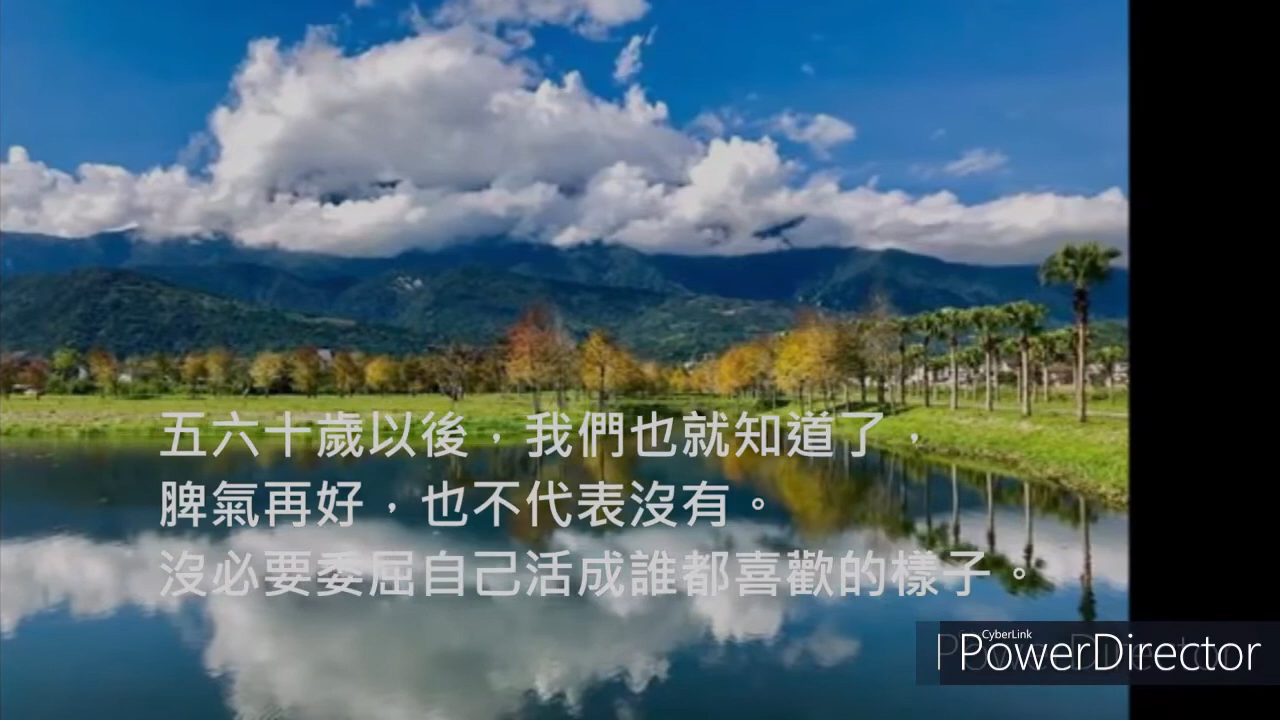 五六十歲以後，我們也就知道了，
脾氣再好，也不代表沒有。
沒必要委屈自己活成誰都喜歡的樣子。
CyberLink
PowerDirector